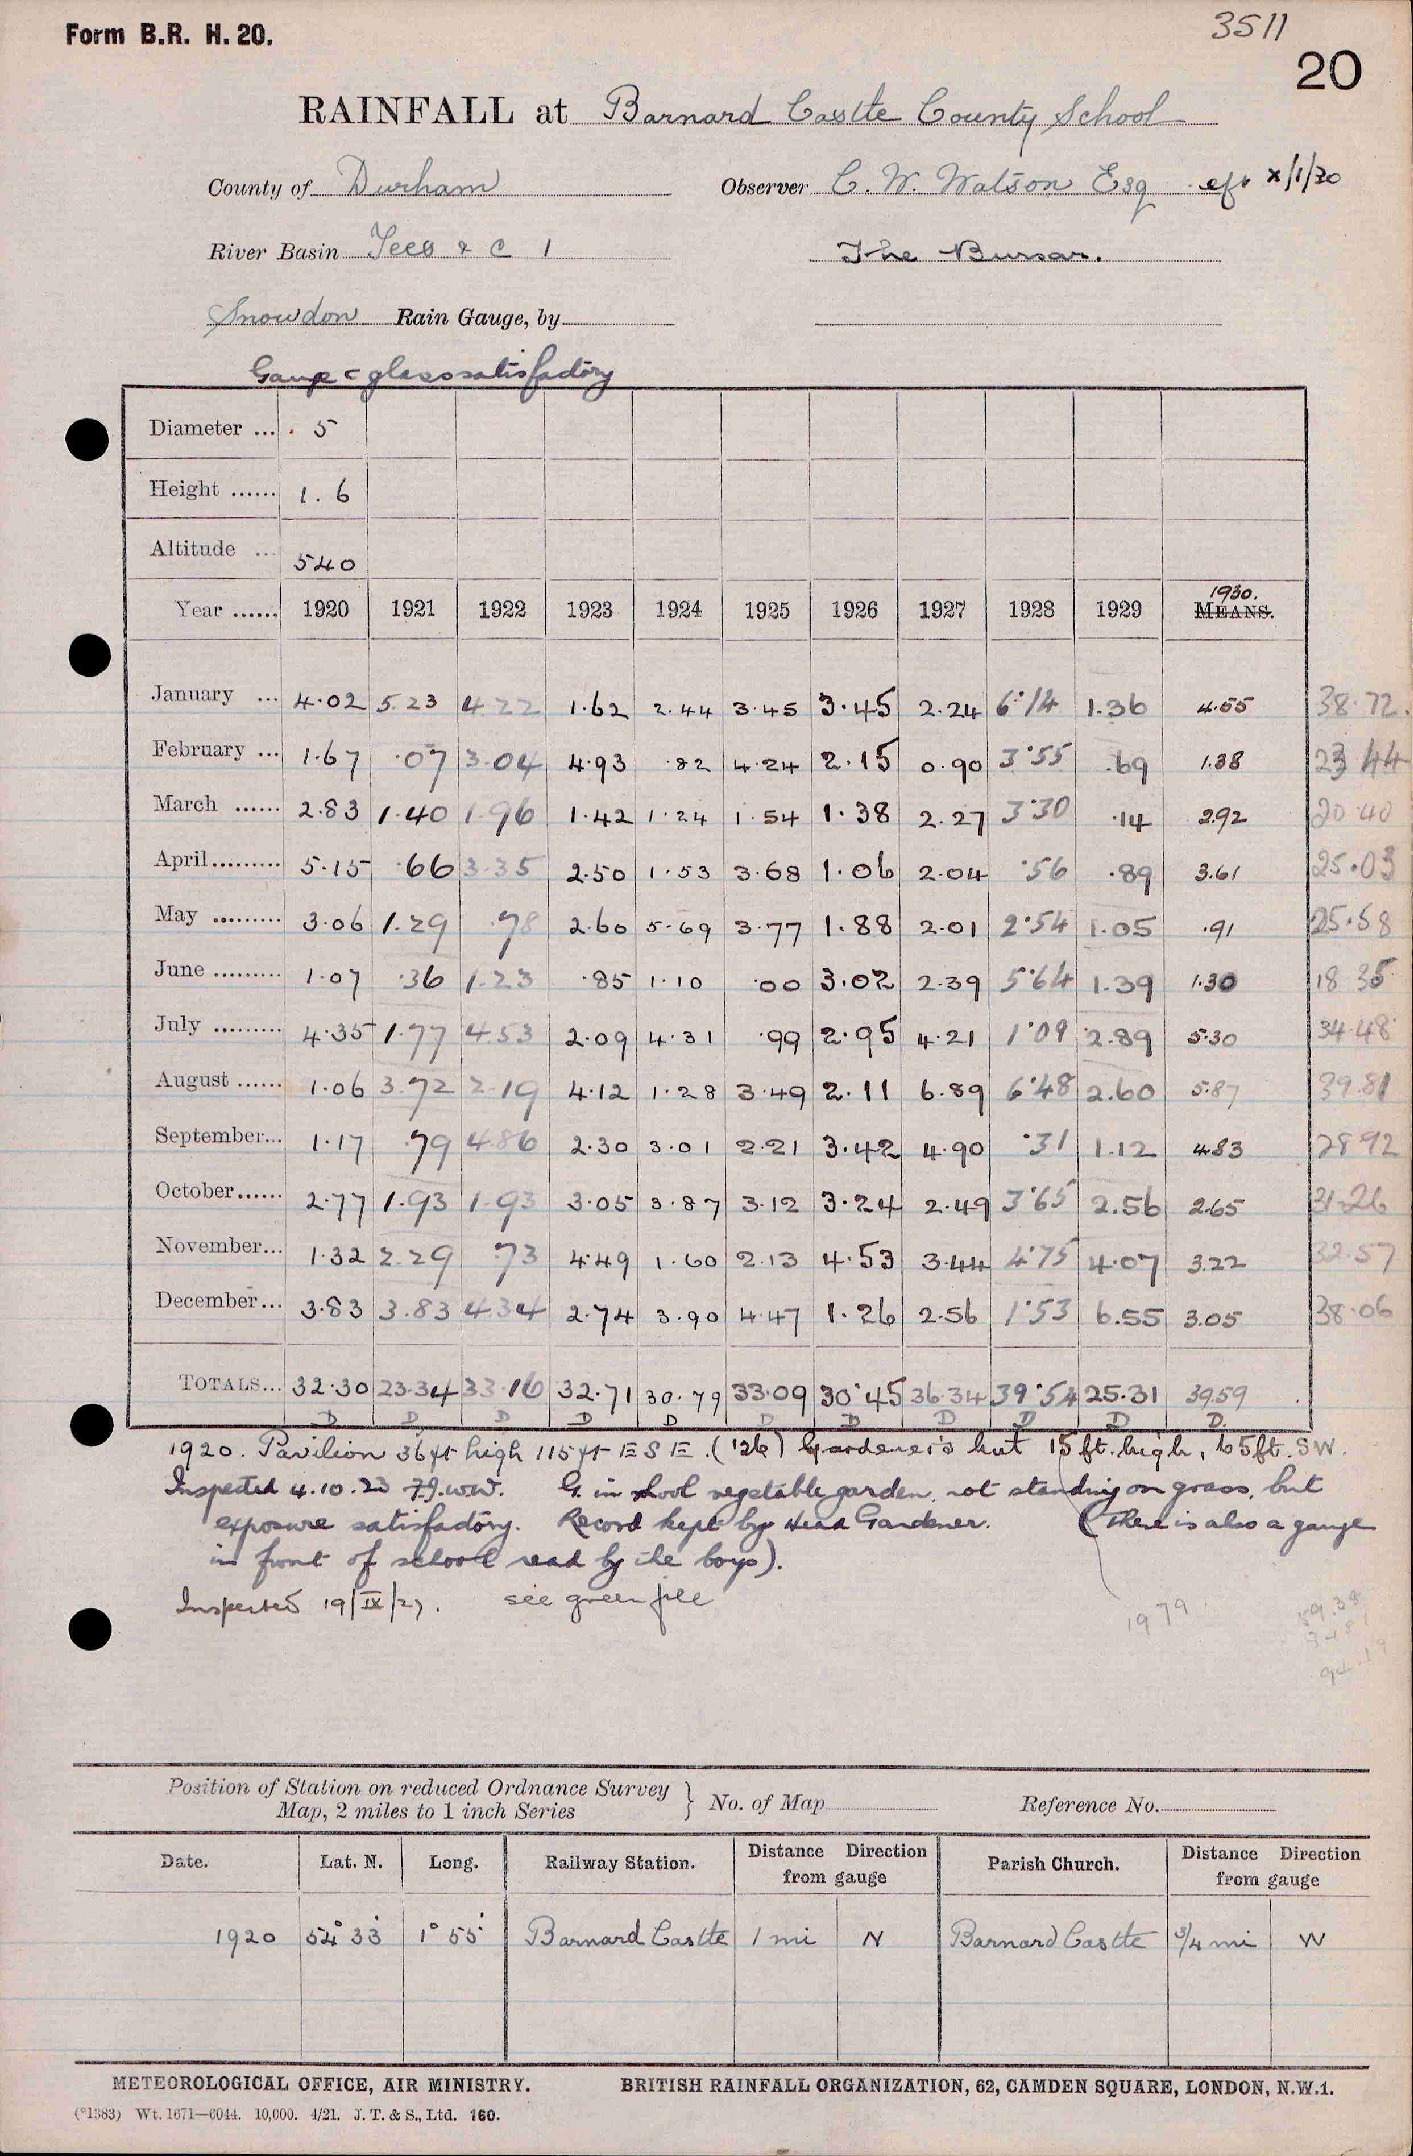 Form B.R. H. 20.
3511
20
RAINFALL at Barnard Castle County School
County of Durham Observer C. W. Watson Esq x/1/30
River Basin Tees & C 1 The Bursar.
Snowdon Rain Gauge, by
Gauge & glass satisfactory
Diameter ... 5
Height ...... 1.6
Altitude ... 540
1930.
Year ...... 1920 1921 1922 1923 1924 1925 1926 1927 1928 1929 MEANS.
January ... 4.02 5.23 4.22 1.62 2.44 3.45 3.45 2.24 6.14 1.36 4.55 38.72.
February ... 1.67 .07 3.04 4.93 .82 4.24 2.15 0.90 3.55 .69 1.38 23.44
March ...... 2.83 1.40 1.96 1.42 1.24 1.54 1.38 2.27 3.30 .14 2.92 20.40
April......... 5.15 .66 3.35 2.50 1.53 3.68 1.06 2.04 .56 .89 3.61 25.03
May ......... 3.06 1.29 .78 2.60 5.69 3.77 1.88 2.01 2.54 1.05 .91 25.58
June ......... 1.07 .36 1.23 .85 1.10 .00 3.02 2.39 5.64 1.39 1.30 18.35
July ......... 4.35 1.77 4.53 2.09 4.31 .99 2.95 4.21 1.09 2.89 5.30 34.48
August ...... 1.06 3.72 2.19 4.12 1.28 3.49 2.11 6.89 6.48 2.60 5.87 39.81
September... 1.17 .79 4.86 2.30 3.01 2.21 3.42 4.90 .31 1.12 4.83 28.92
October...... 2.77 1.93 1.93 3.05 3.87 3.12 3.24 2.49 3.65 2.56 2.65 31.26
November... 1.32 2.29 .73 4.49 1.60 2.13 4.53 3.44 4.75 4.07 3.22 32.57
December... 3.83 3.83 4.34 2.74 3.90 4.47 1.26 2.56 1.53 6.55 3.05 38.06
TOTALS... 32.30 23.34 33.16 32.71 30.79 33.09 30.45 36.34 39.54 25.31 39.59
D D D D D D D D D D D.
1920. Pavilion 36ft high 115ft ESE. ('26) Gardener's hut 15ft. high, 65ft. SW.
Inspected 4.10.23 G. in school vegetable garden, not standing on grass, but
exposure satisfactory. Record kept by Head Gardener. (There is also a gauge
in front of school read by the boys).
Inspected 19/IX/27. see green file
1979
Position of Station on reduced Ordnance Survey
Map, 2 miles to 1 inch Series } No. of Map Reference No.
Date. Lat. N. Long. Railway Station. Distance Direction from gauge Parish Church. Distance Direction from gauge
1920 54° 33' 1° 55' Barnard Castle 1 mi N Barnard Castle 3/4 mi W
METEOROLOGICAL OFFICE, AIR MINISTRY. BRITISH RAINFALL ORGANIZATION, 62, CAMDEN SQUARE, LONDON, N.W.1.
(*1383) Wt. 1671—6044. 10,000. 4/21. J. T. & S., Ltd. 160.